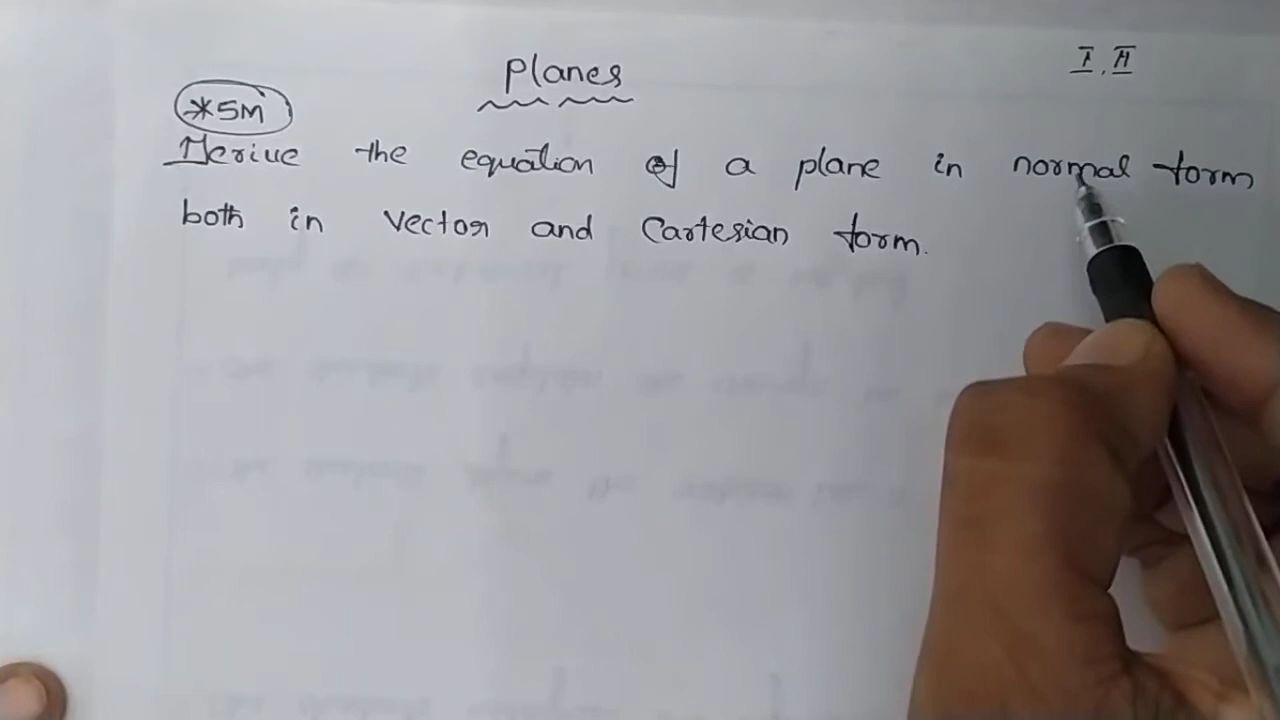 Planes
I, II
*5M
Derive the equation of a plane in normal form
both in vector and Cartesian form.